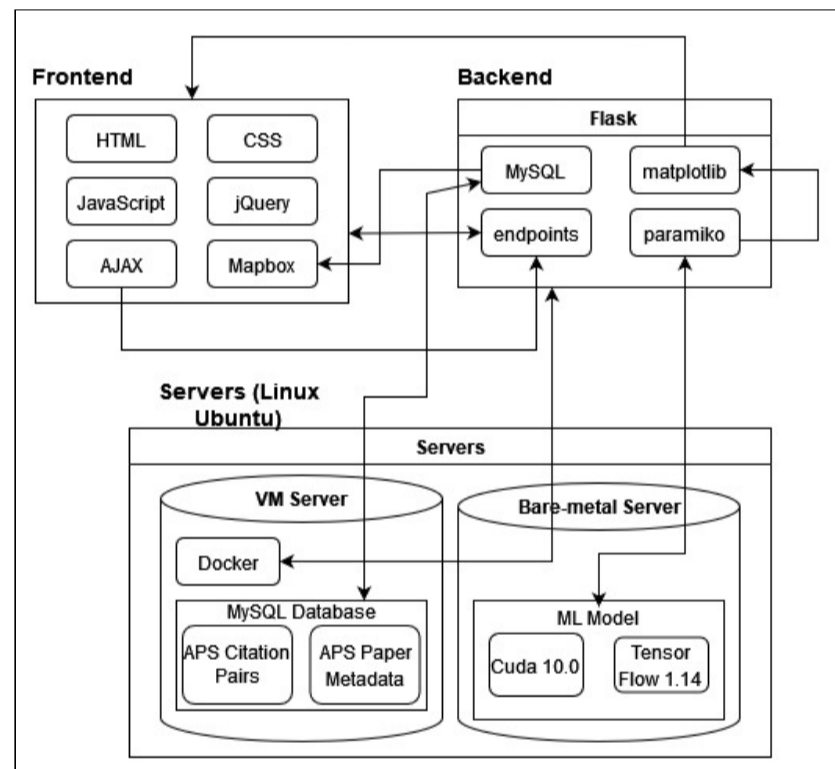 Frontend
HTML
CSS
JavaScript
jQuery
AJAX
Mapbox
Backend
Flask
MySQL
matplotlib
endpoints
paramiko
Servers (Linux
Ubuntu)
Servers
VM Server
Docker
MySQL Database
APS Citation
Pairs
APS Paper
Metadata
Bare-metal Server
ML Model
Cuda 10.0
Tensor
Flow 1.14